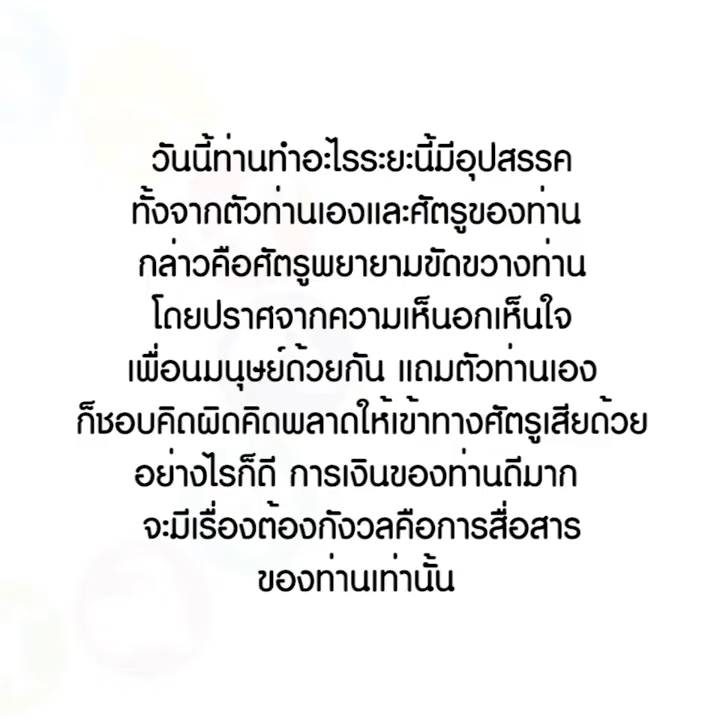 วันนี้ท่านทำอะไรระยะนี้มีอุปสรรค
ทั้งจากตัวท่านเองและศัตรูของท่าน
กล่าวคือศัตรูพยายามขัดขวางท่าน
โดยปราศจากความเห็นอกเห็นใจ
เพื่อนมนุษย์ด้วยกัน แถมตัวท่านเอง
ก็ชอบคิดผิดคิดพลาดให้เข้าทางศัตรูเสียด้วย
อย่างไรก็ดี การเงินของท่านดีมาก
จะมีเรื่องต้องกังวลคือการสื่อสาร
ของท่านเท่านั้น